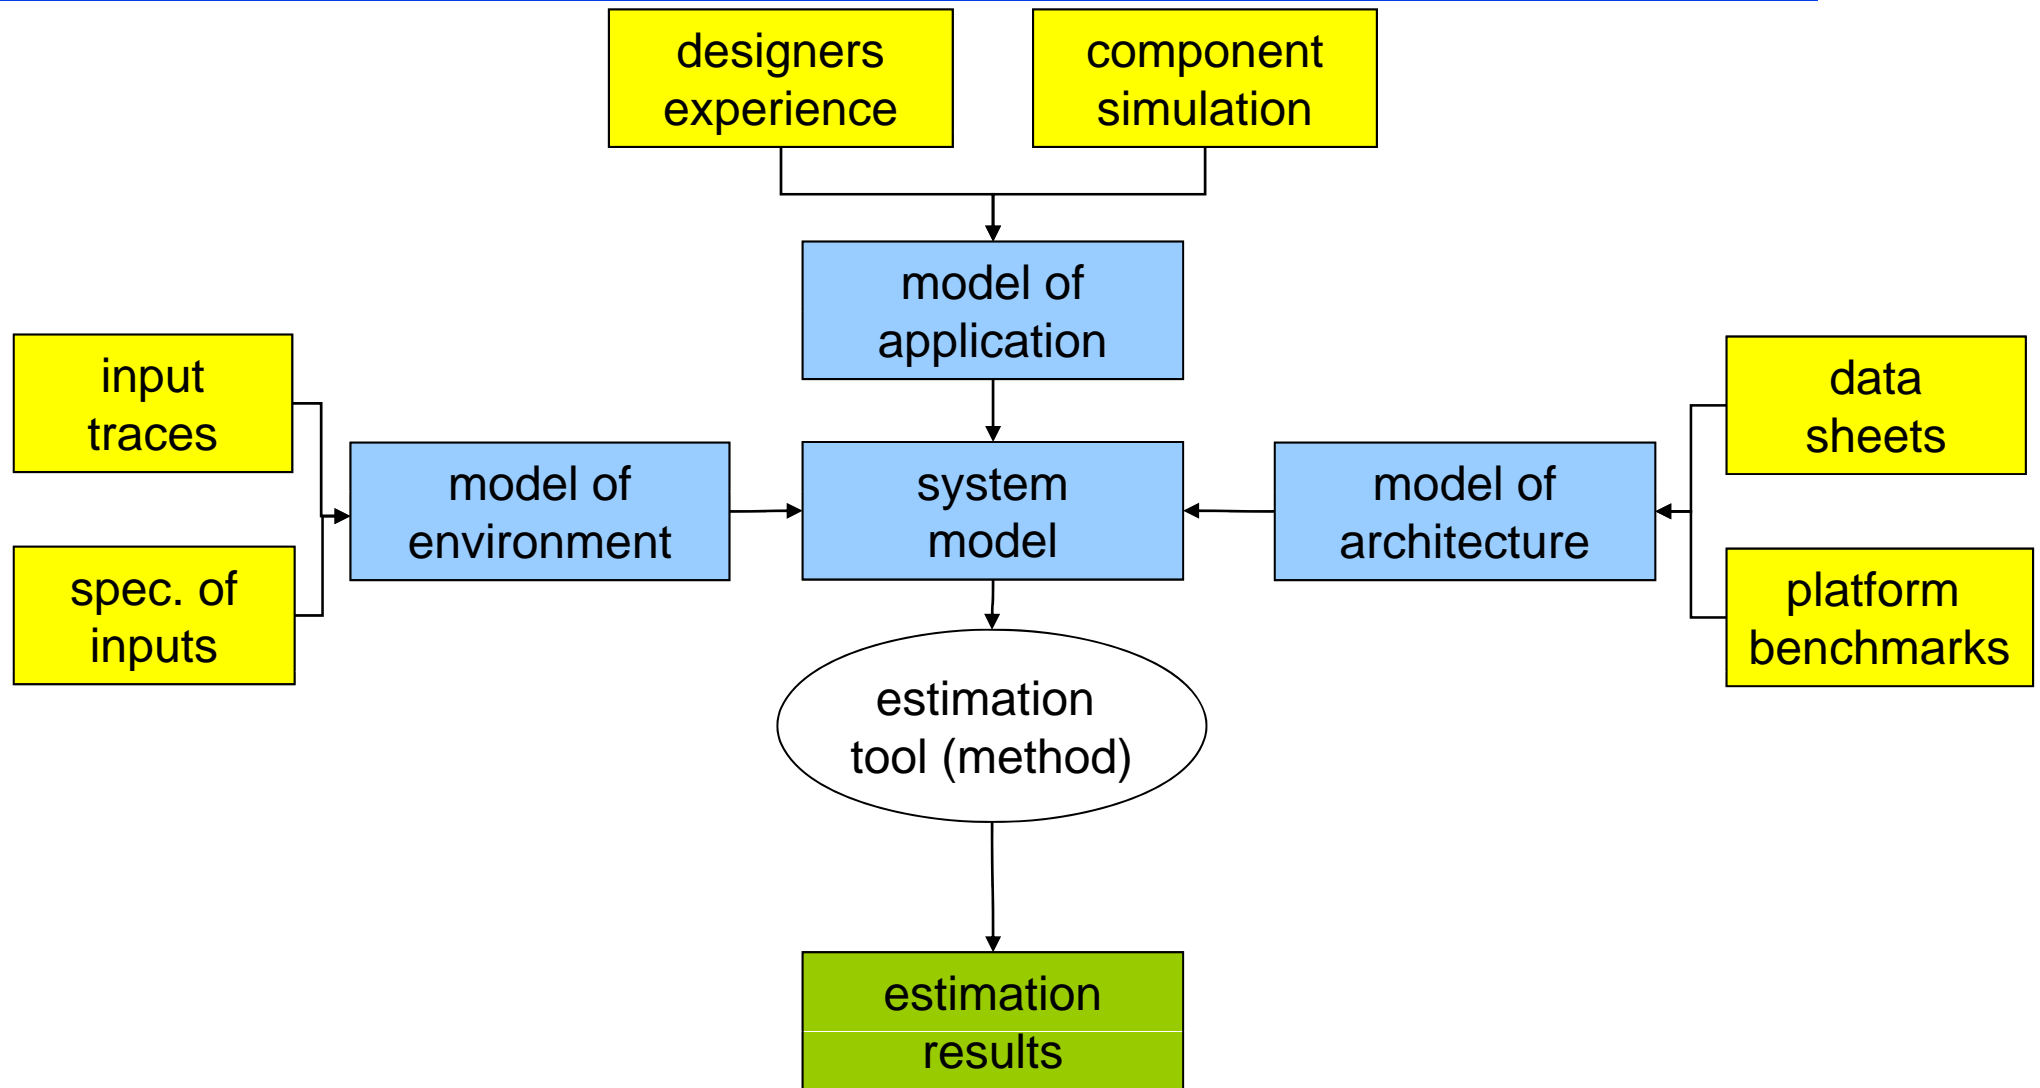 designers
experience
component
simulation
model of
application
input
traces
spec. of
inputs
model of
environment
system
model
model of
architecture
data
sheets
platform
benchmarks
estimation
tool (method)
estimation
results